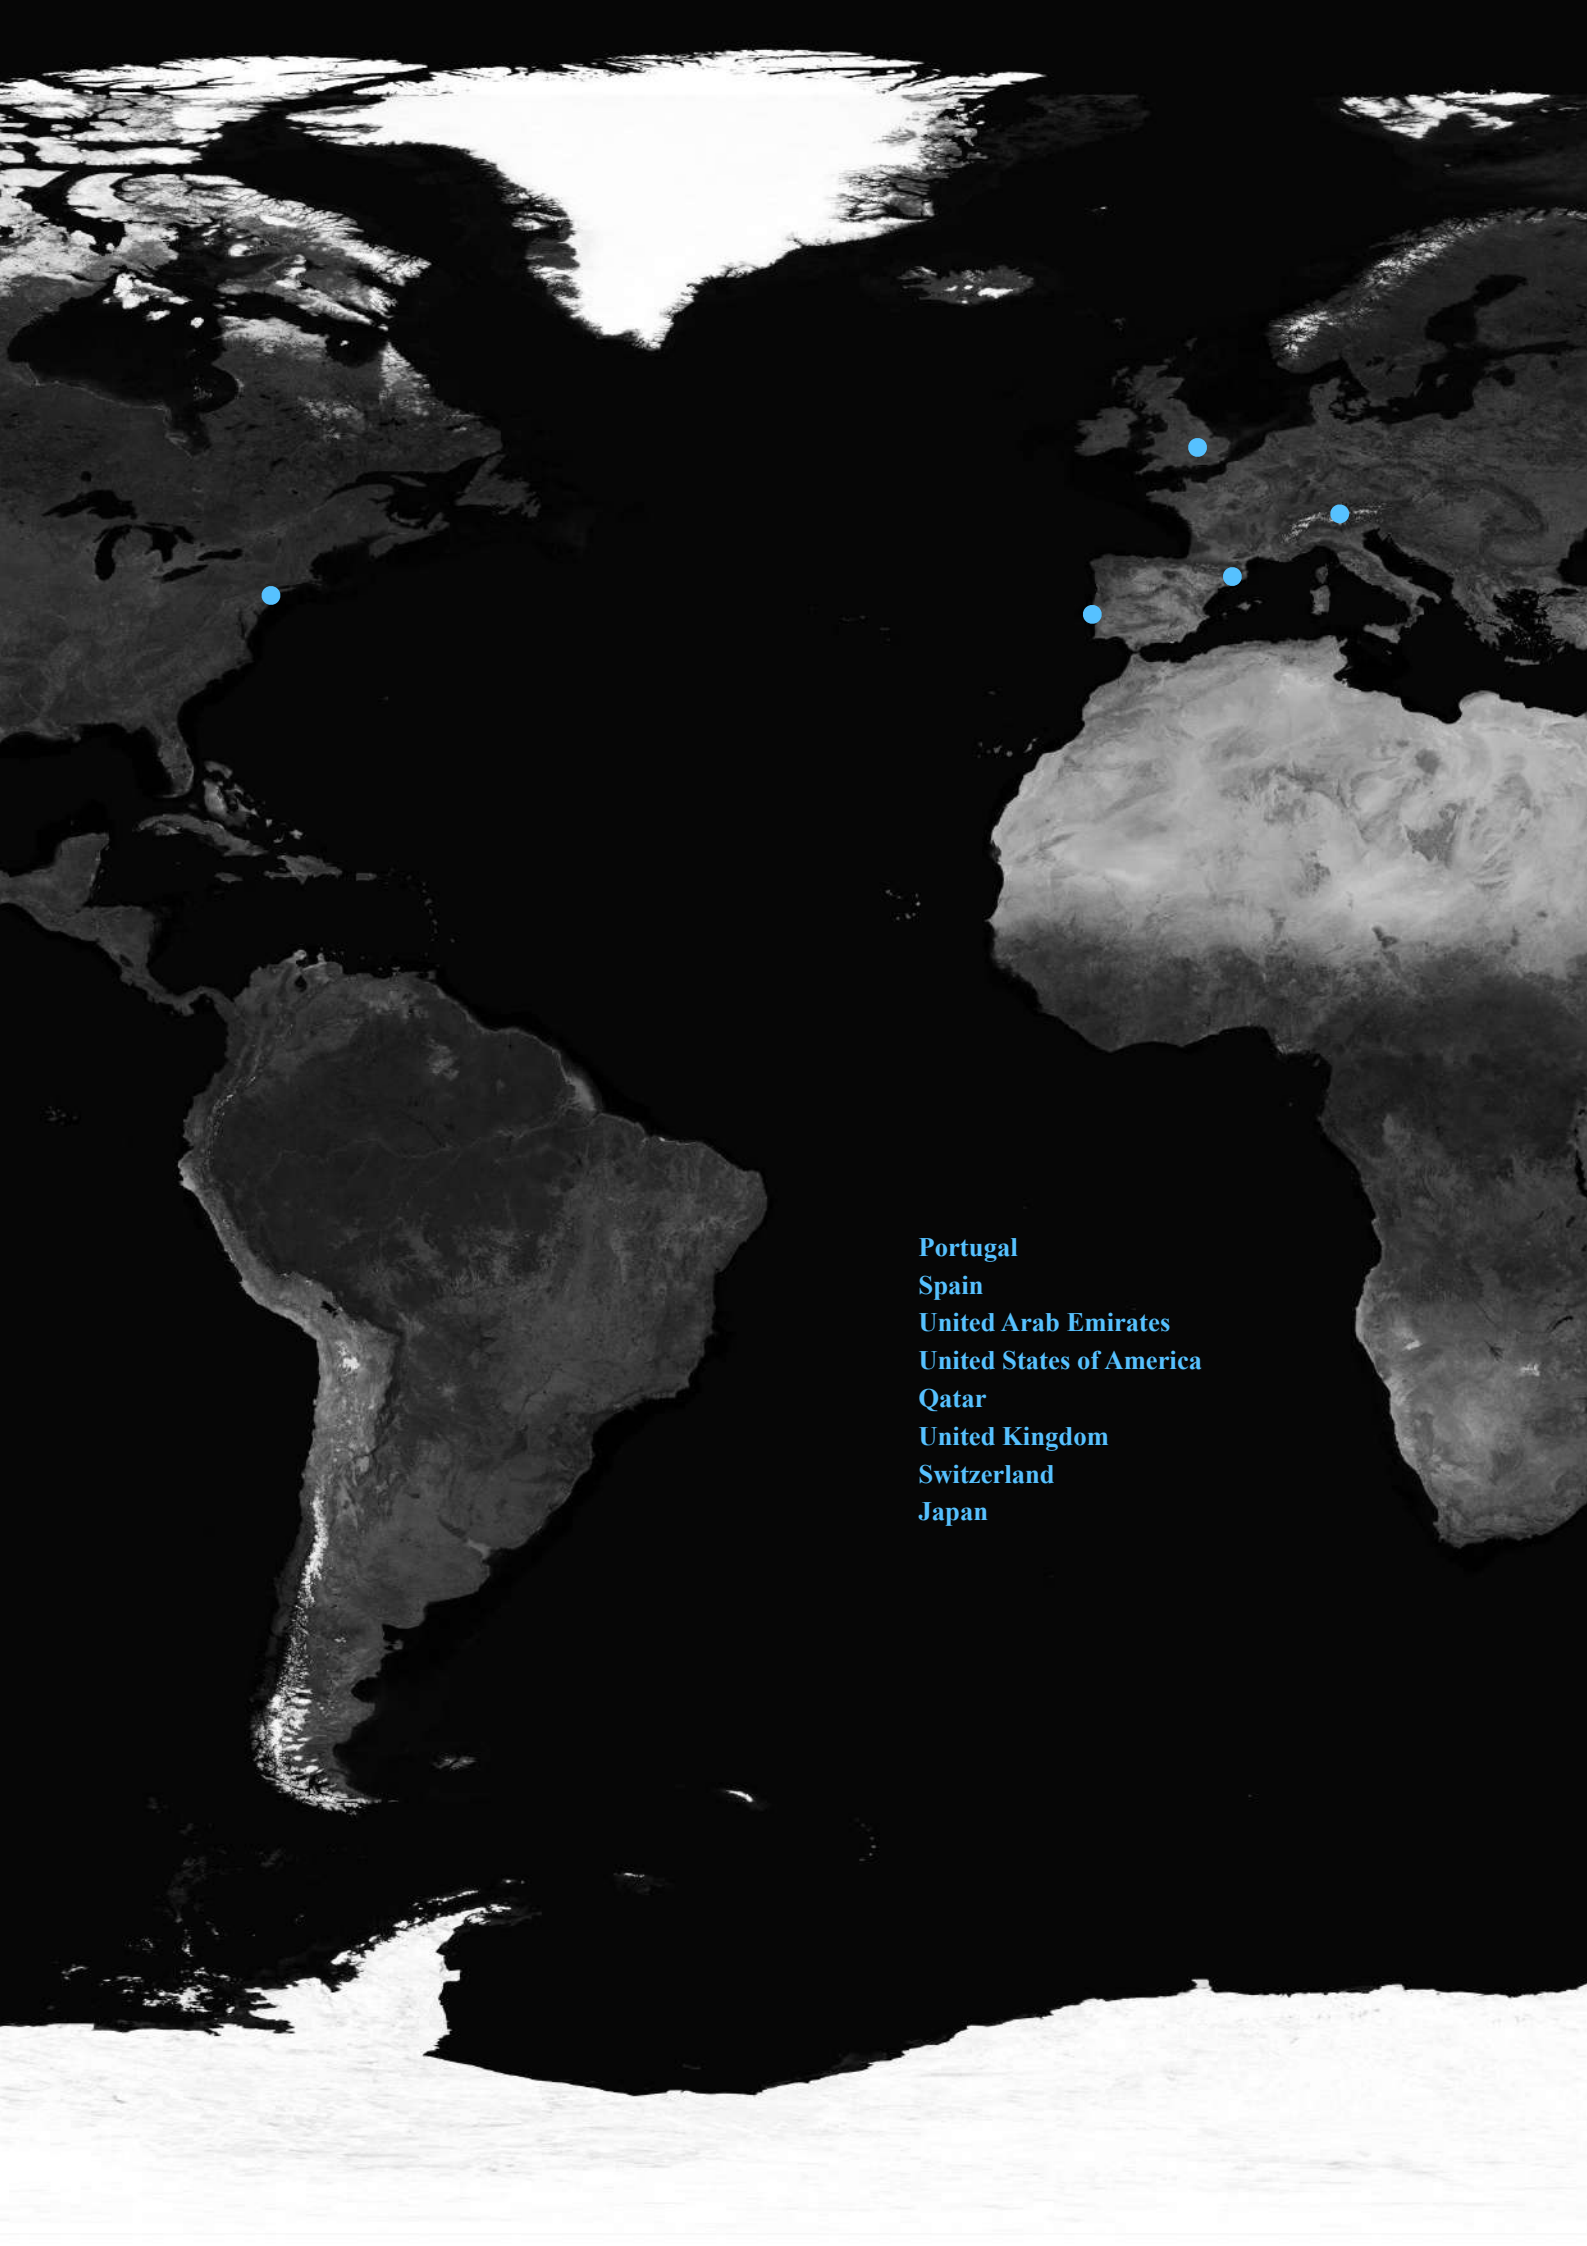 Portugal
Spain
United Arab Emirates
United States of America
Qatar
United Kingdom
Switzerland
Japan